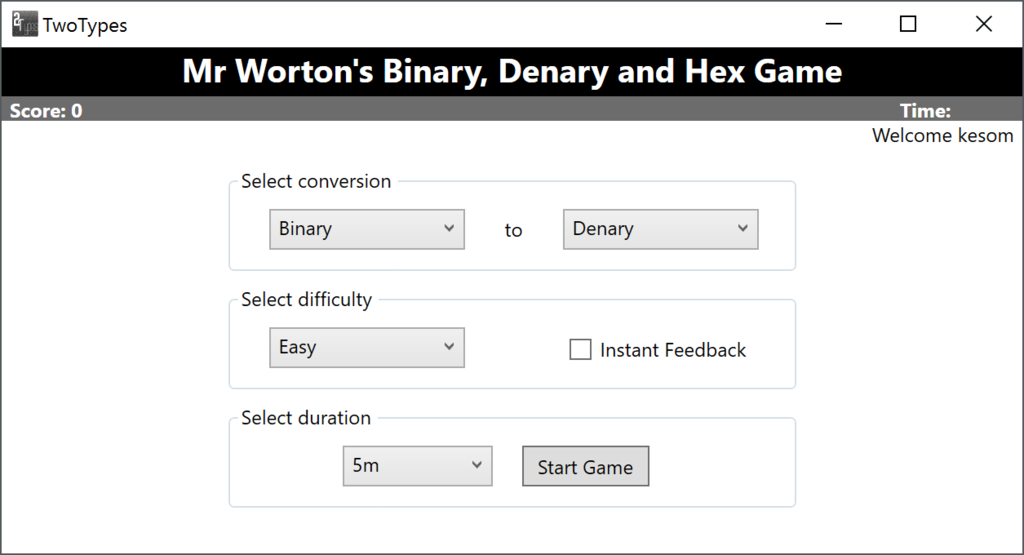 TwoTypes
Mr Worton's Binary, Denary and Hex Game
Score: 0 Time:
Welcome kesom
Select conversion
Binary to Denary
Select difficulty
Easy Instant Feedback
Select duration
5m Start Game